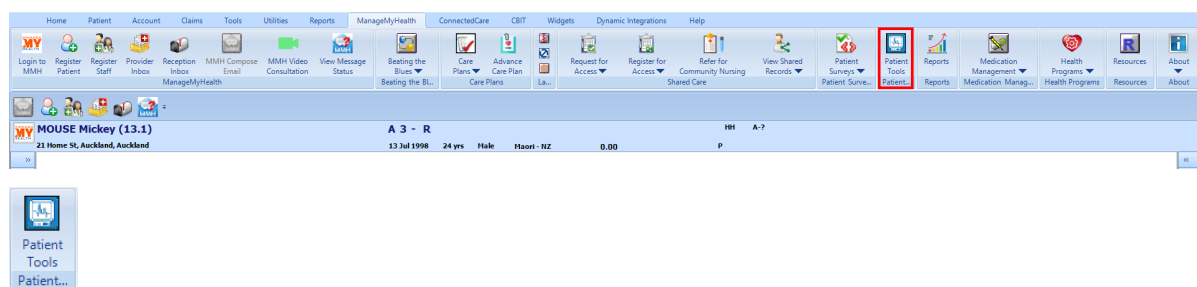 Home Patient Account Claims Tools Utilities Reports ManageMyHealth ConnectedCare CBIT Widgets Dynamic Integrations Help
Login to Register Register Provider Reception MMH Compose MMH Video View Message Beating the Care Advance Request for Register for Refer for View Shared Patient Patient Reports Medication Health Resources About
MMH Patient Staff Inbox Inbox Email Consultation Status Blues Plans Care Plan Access Access Community Nursing Records Surveys Tools Management Programs
ManageMyHealth Beating the Bl... Care Plans La... Shared Care Patient Surve... Patient... Reports Medication Manag... Health Programs Resources About
MOUSE Mickey (13.1) A 3 - R HH A-?
21 Home St, Auckland, Auckland 13 Jul 1998 24 yrs Male Maori - NZ 0.00 P
» «
Patient
Tools
Patient...